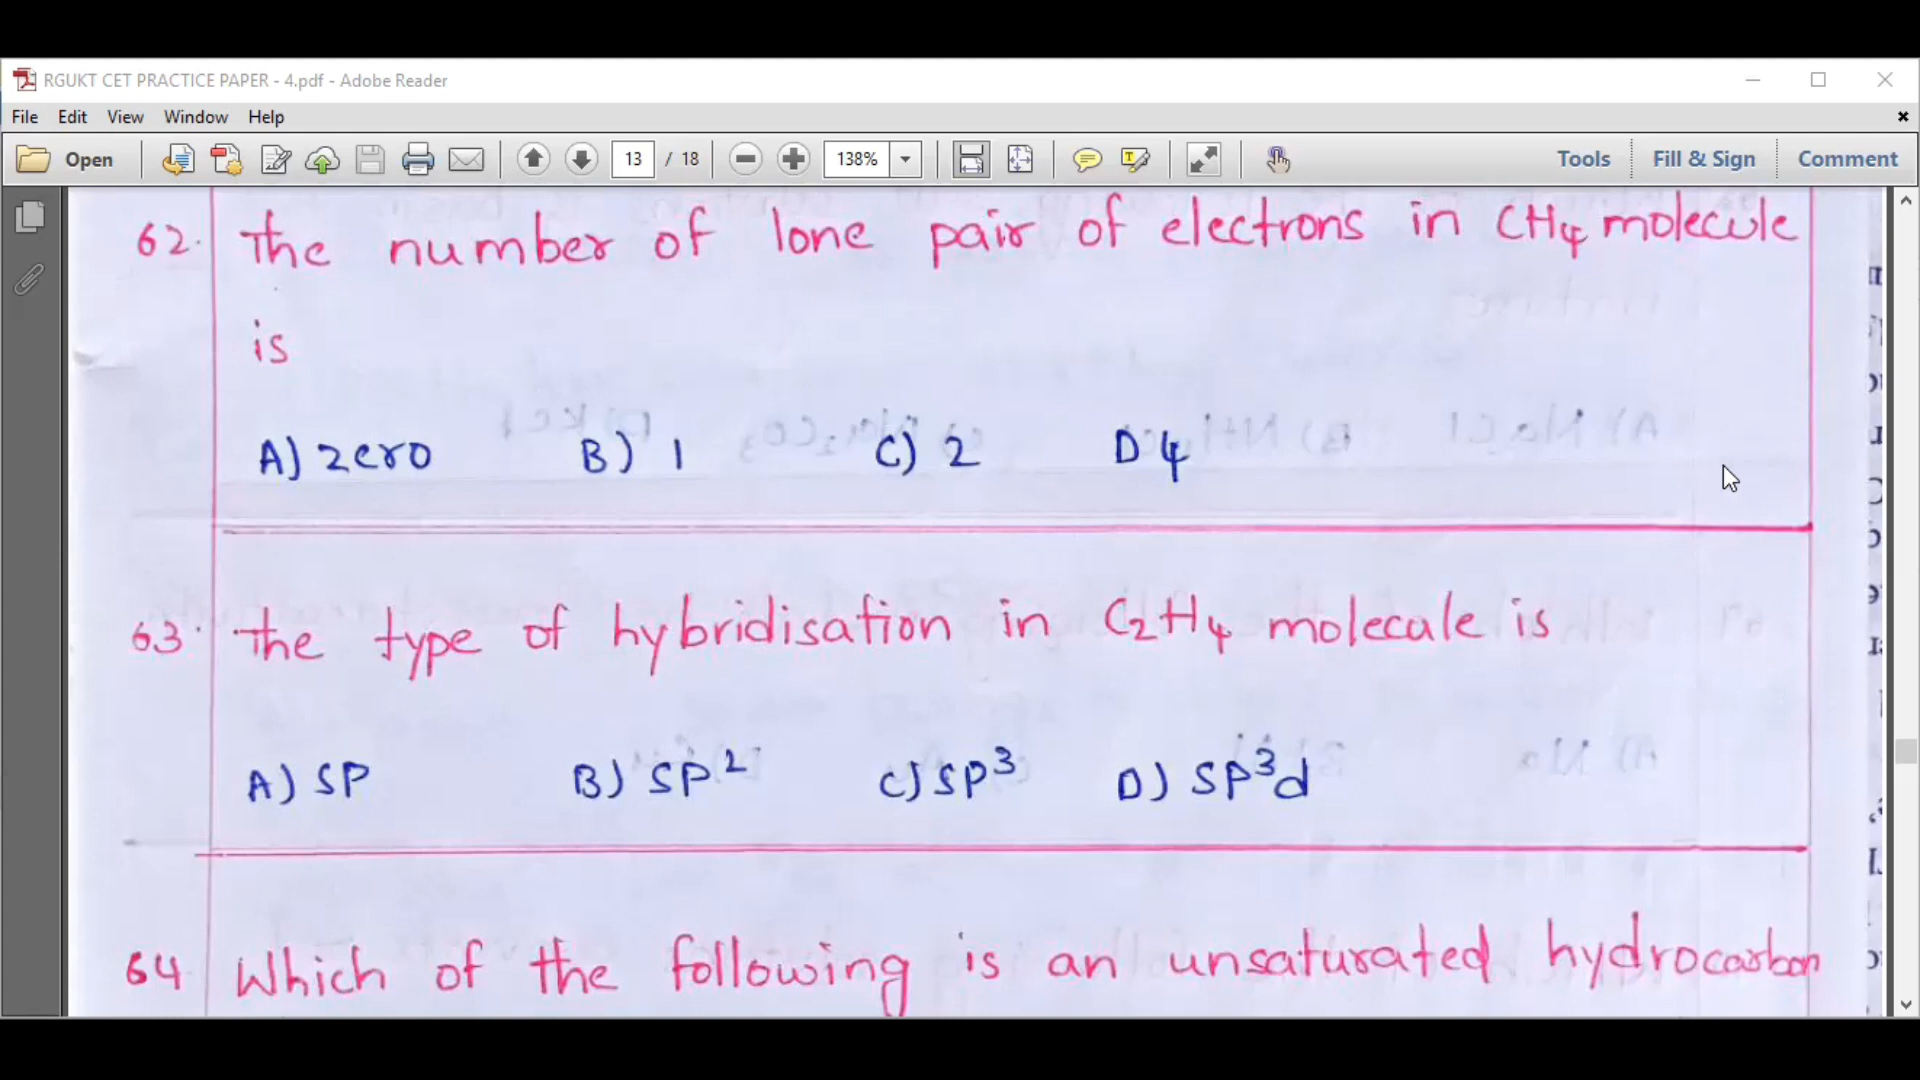 RGUKT CET PRACTICE PAPER - 4.pdf - Adobe Reader
File Edit View Window Help
Open 13 / 18 138% Tools Fill & Sign Comment
62. The number of lone pair of electrons in CH4 molecule
is
A) zero B) 1 C) 2 D 4
63. The type of hybridisation in C2H4 molecule is
A) SP B) SP² C) SP³ D) SP³d
64 Which of the following is an unsaturated hydrocarbon